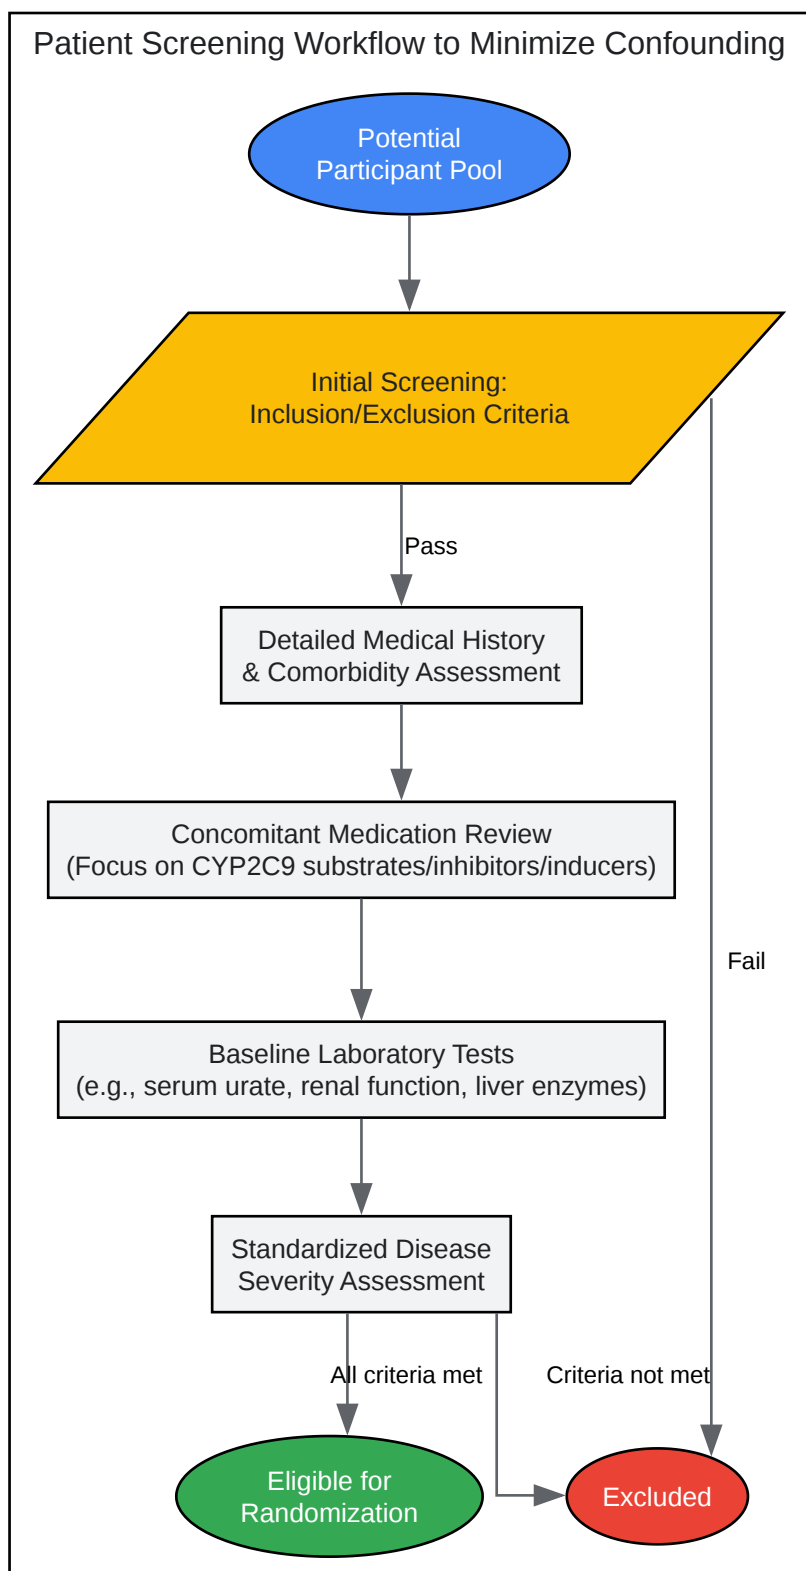 Patient Screening Workflow to Minimize Confounding
Potential
Participant Pool
Initial Screening:
Inclusion/Exclusion Criteria
Pass
Detailed Medical History
& Comorbidity Assessment
Concomitant Medication Review
(Focus on CYP2C9 substrates/inhibitors/inducers)
Fail
Baseline Laboratory Tests
(e.g., serum urate, renal function, liver enzymes)
Standardized Disease
Severity Assessment
All criteria met
Criteria not met
Eligible for
Randomization
Excluded